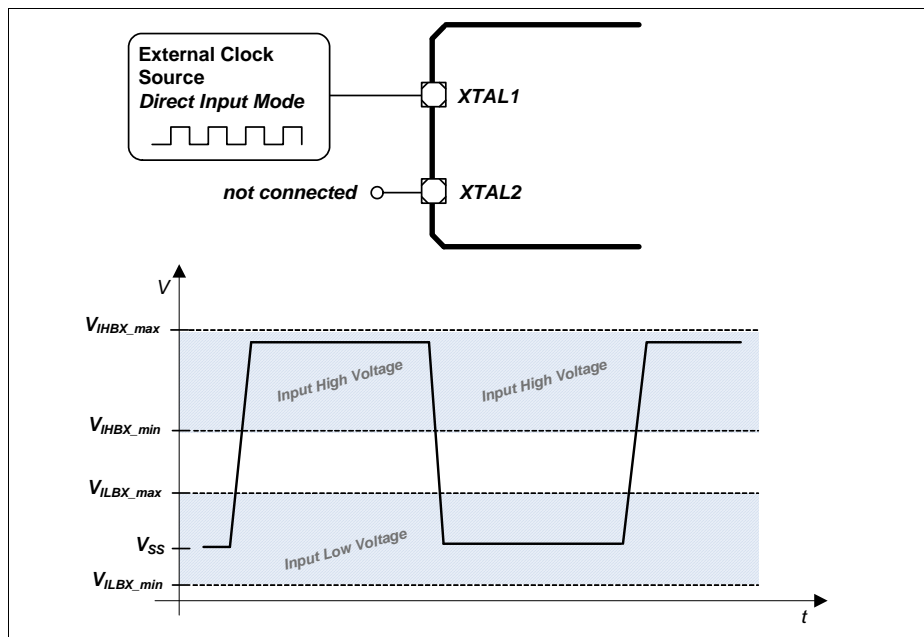 External Clock
Source
Direct Input Mode
XTAL1
not connected
XTAL2
V
VIHBX_max
Input High Voltage
Input High Voltage
VIHBX_min
VILBX_max
VSS
Input Low Voltage
VILBX_min
t